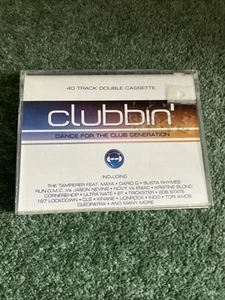 40 TRACK DOUBLE CASSETTE
clubbin'
DANCE FOR THE CLUB GENERATION
INCLUDING
THE TAMPERER FEAT. MAYA • DARIO G • BUSTA RHYMES
RUN-D.M.C. Vs JASON NEVINS • NOVY Vs ENIAC • KRISTINE BLOND
CORNERSHOP • ULTRA NATÉ • BT • TRICKSTER • 808 STATE
187 LOCKDOWN • CLS • KINANE • LIONROCK • INDO • TORI AMOS
CLEOPATRA • AND MANY MORE